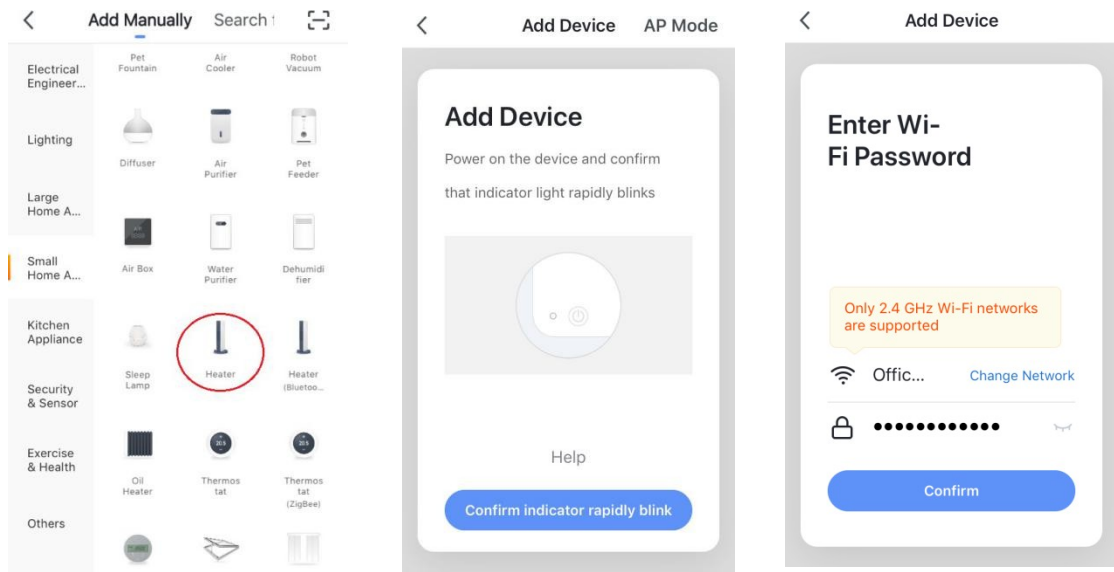 Add Manually Search
Pet Fountain
Air Cooler
Robot Vacuum
Electrical
Engineer...
Lighting
Large
Home A...
Small
Home A...
Kitchen
Appliance
Security
& Sensor
Exercise
& Health
Others
Diffuser
Air
Purifier
Pet
Feeder
Air Box
Water
Purifier
Dehumidi
fier
Sleep
Lamp
Heater
Heater
(Bluetoo...
Oil
Heater
Thermos
tat
Thermos
tat
(ZigBee)
Add Device AP Mode
Add Device
Power on the device and confirm
that indicator light rapidly blinks
Help
Confirm indicator rapidly blink
Add Device
Enter Wi-
Fi Password
Only 2.4 GHz Wi-Fi networks
are supported
Offic... Change Network
●●●●●●●●●●●●
Confirm